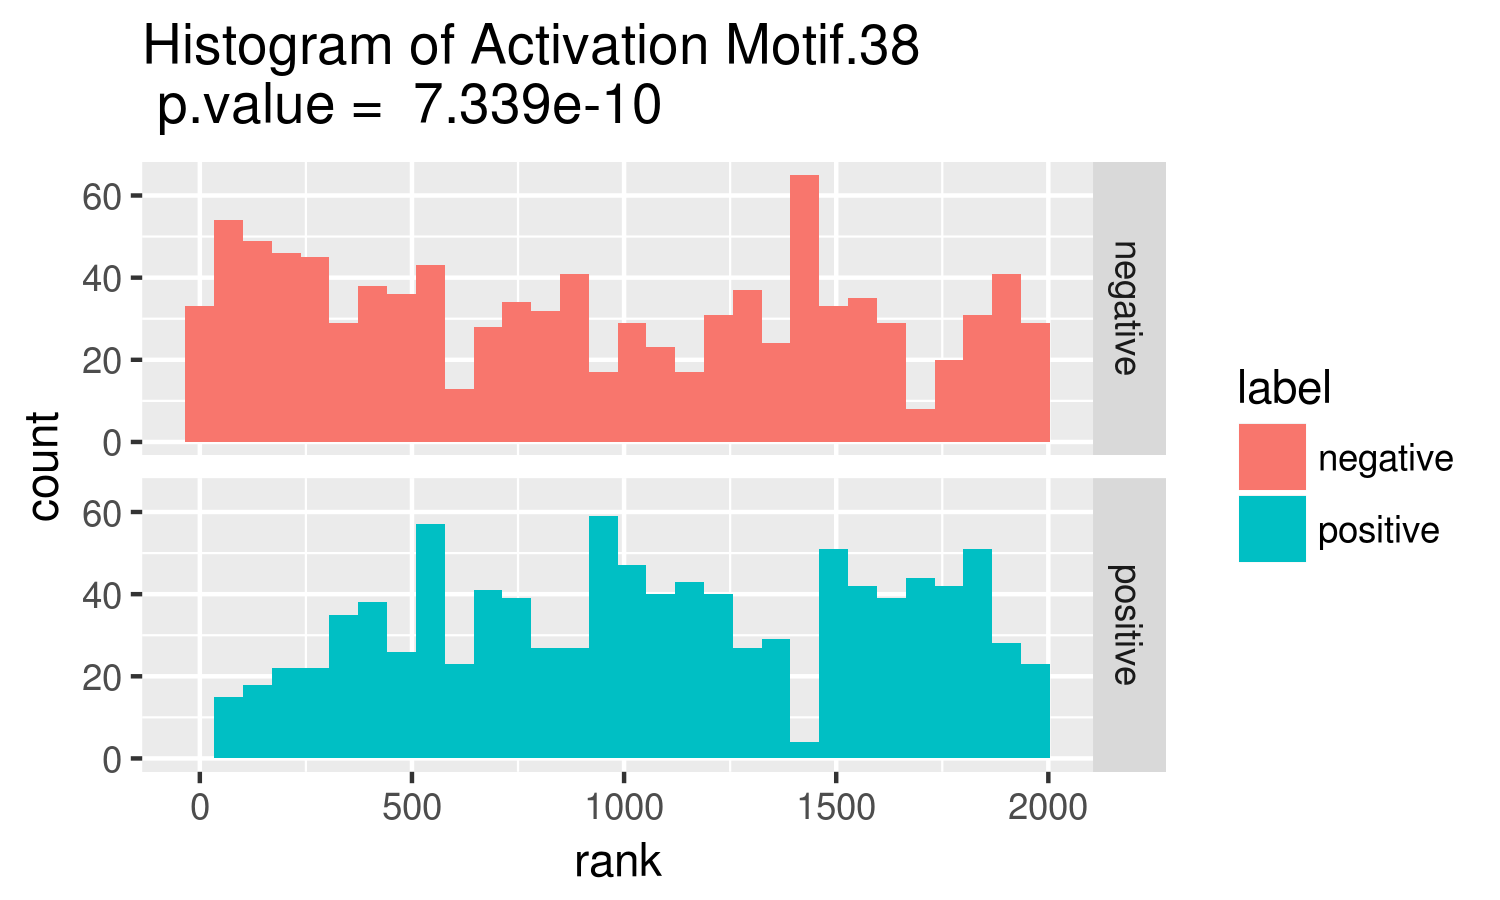 Histogram of Activation Motif.38
p.value = 7.339e-10
60
40
20
0
negative
60
40
20
0
positive
0 500 1000 1500 2000
rank
count
label
negative
positive